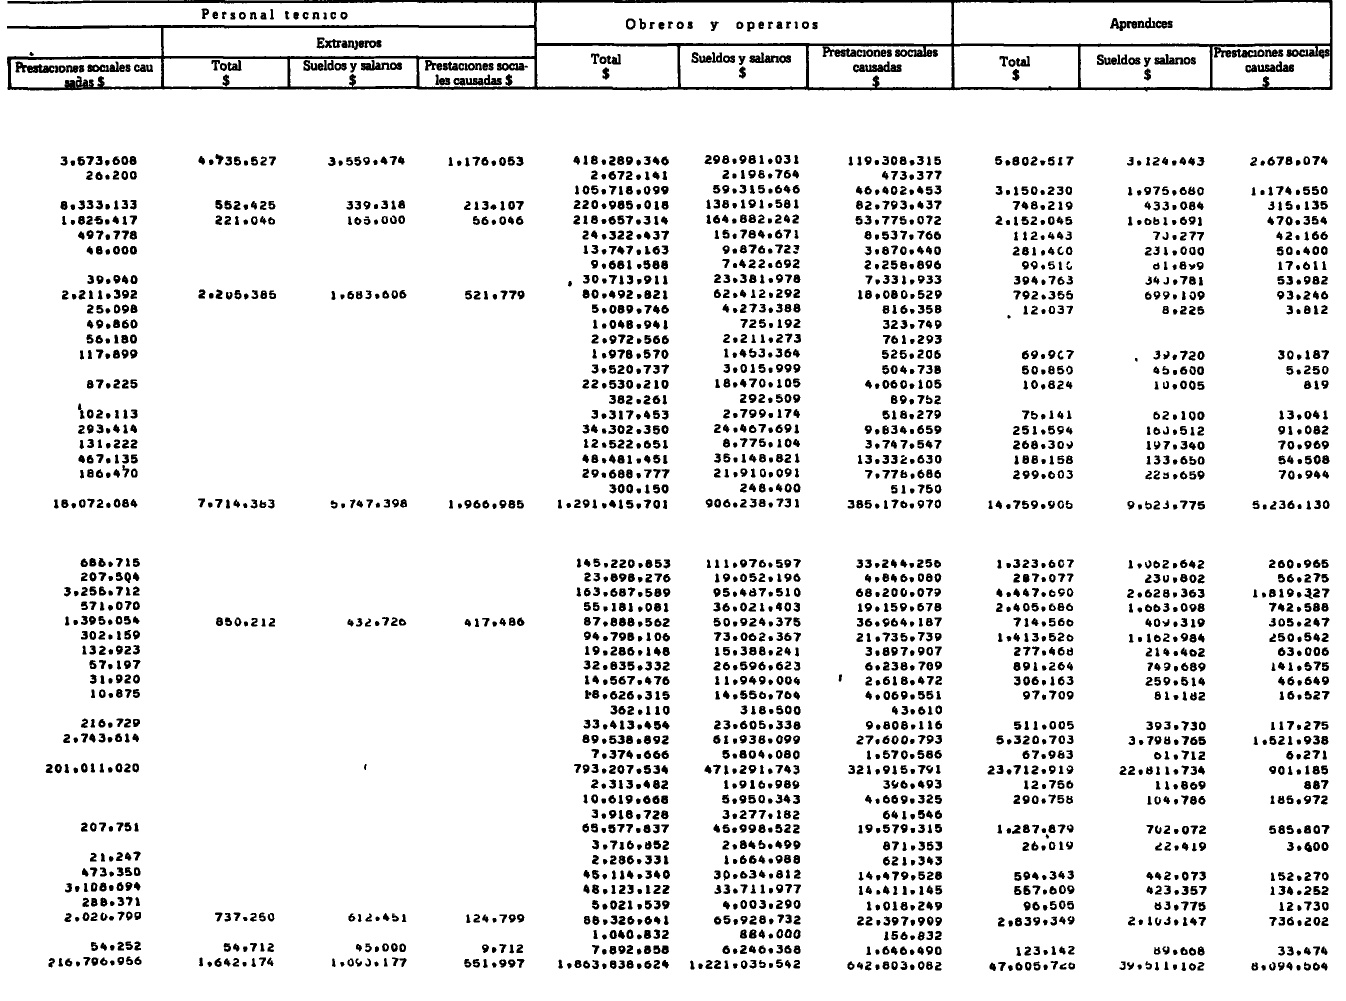 Personal tecnico Obreros y operarios Aprendices
Extranjeros
Prestaciones sociales cau sadas $ Total $ Sueldos y salarios $ Prestaciones socia- les causadas $ Total $ Sueldos y salarios $ Prestaciones sociales causadas $ Total $ Sueldos y salarios $ Prestaciones sociales causadas $
3.573.608 4.735.527 3.559.474 1.176.053 418.289.346 298.981.031 119.308.315 5.802.517 3.124.443 2.678.074
26.200 2.672.141 2.198.764 473.377
105.718.099 59.315.646 46.402.453 3.150.230 1.975.680 1.174.550
8.333.133 552.425 339.318 213.107 220.985.018 138.191.581 82.793.437 748.219 433.084 315.135
1.825.417 221.046 165.000 56.046 218.657.314 164.882.242 53.775.072 2.152.045 1.681.691 470.354
497.778 24.322.437 15.784.671 8.537.766 112.443 70.277 42.166
48.000 13.747.163 9.876.723 3.870.440 281.400 231.000 50.400
9.681.588 7.422.692 2.258.896 99.510 81.899 17.611
39.940 30.713.911 23.381.978 7.331.933 394.763 340.781 53.982
2.211.392 2.205.385 1.683.606 521.779 80.492.821 62.412.292 18.080.529 792.355 699.109 93.246
25.098 5.089.746 4.273.388 816.358 12.037 8.225 3.812
49.860 1.048.941 725.192 323.749
56.180 2.972.566 2.211.273 761.293
117.899 1.978.570 1.453.364 525.206 69.907 39.720 30.187
3.520.737 3.015.999 504.738 50.850 45.600 5.250
87.225 22.530.210 18.470.105 4.060.105 10.824 10.005 819
382.261 292.509 89.752
102.113 3.317.453 2.799.174 518.279 75.141 62.100 13.041
293.414 34.302.350 24.467.691 9.834.659 251.594 160.512 91.082
131.222 12.522.651 8.775.104 3.747.547 268.309 197.340 70.969
467.135 48.481.451 35.148.821 13.332.630 188.158 133.650 54.508
186.470 29.688.777 21.910.091 7.778.686 299.603 228.659 70.944
300.150 248.400 51.750
18.072.084 7.714.383 5.747.398 1.966.985 1.291.415.701 906.238.731 385.176.970 14.759.905 9.523.775 5.236.130
686.715 145.220.853 111.976.597 33.244.256 1.323.607 1.062.642 260.965
207.504 23.898.276 19.052.196 4.846.080 287.077 230.802 56.275
3.256.712 163.687.589 95.487.510 68.200.079 4.447.690 2.628.363 1.819.327
571.070 55.181.081 36.021.403 19.159.678 2.405.686 1.663.098 742.588
1.395.054 850.212 432.726 417.486 87.888.562 50.924.375 36.964.187 714.566 409.319 305.247
302.159 94.798.106 73.062.367 21.735.739 1.413.526 1.162.984 250.542
132.923 19.286.148 15.388.241 3.897.907 277.468 214.462 63.006
57.197 32.835.332 26.596.623 6.238.709 891.264 749.689 141.575
31.920 14.567.476 11.949.004 2.618.472 306.163 259.514 46.649
10.875 18.626.315 14.556.764 4.069.551 97.709 81.182 16.527
362.110 318.500 43.610
216.729 33.413.454 23.605.338 9.808.116 511.005 393.730 117.275
2.743.614 89.538.892 61.938.099 27.600.793 5.320.703 3.798.765 1.521.938
7.374.666 5.804.080 1.570.586 67.983 61.712 6.271
201.011.020 793.207.534 471.291.743 321.915.791 23.712.919 22.811.734 901.185
2.313.482 1.916.989 396.493 12.756 11.869 887
10.619.668 5.950.343 4.669.325 290.758 104.786 185.972
3.918.728 3.277.182 641.546
207.751 65.577.837 45.998.522 19.579.315 1.287.879 702.072 585.807
3.716.852 2.845.499 871.353 26.019 22.419 3.600
21.247 2.286.331 1.664.988 621.343
473.350 45.114.340 30.634.812 14.479.528 594.343 442.073 152.270
3.108.694 48.123.122 33.711.977 14.411.145 557.609 423.357 134.252
288.371 5.021.539 4.003.290 1.018.249 96.505 83.775 12.730
2.020.799 737.250 612.451 124.799 88.326.641 65.928.732 22.397.909 2.839.349 2.103.147 736.202
1.040.832 884.000 156.832
54.252 54.712 45.000 9.712 7.892.858 6.246.368 1.646.490 123.142 89.668 33.474
216.796.956 1.642.174 1.090.177 551.997 1.863.838.624 1.221.035.542 642.803.082 47.605.726 39.511.162 8.094.564